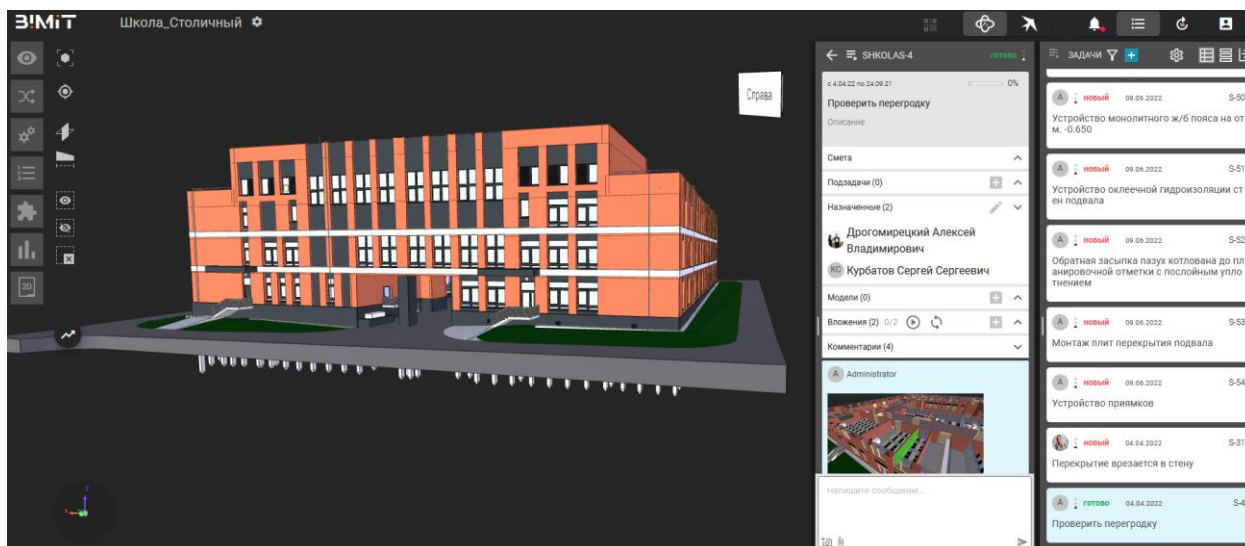 BIMiT
Школа_Столичный
Справа
2D
z
SHKOLAS-4
готово
с 4.04.22 по 24.09.21
0%
Проверить перегродку
Описание
Смета
Подзадачи (0)
Назначенные (2)
Дрогомирецкий Алексей
Владимирович
КС Курбатов Сергей Сергеевич
Модели (0)
Вложения (2) 0/2
Комментарии (4)
A Administrator
Напишите сообщение...
ЗАДАЧИ
A новый 09.06.2022 S-50
Устройство монолитного ж/б пояса на от
м. -0.650
A новый 09.06.2022 S-51
Устройство оклеечной гидроизоляции ст
ен подвала
A новый 09.06.2022 S-52
Обратная засыпка пазух котлована до пл
анировочной отметки с послойным упло
тнением
A новый 09.06.2022 S-53
Монтаж плит перекрытия подвала
A новый 09.06.2022 S-54
Устройство приямков
новый 04.04.2022 S-31
Перекрытие врезается в стену
A готово 04.04.2022 S-4
Проверить перегродку